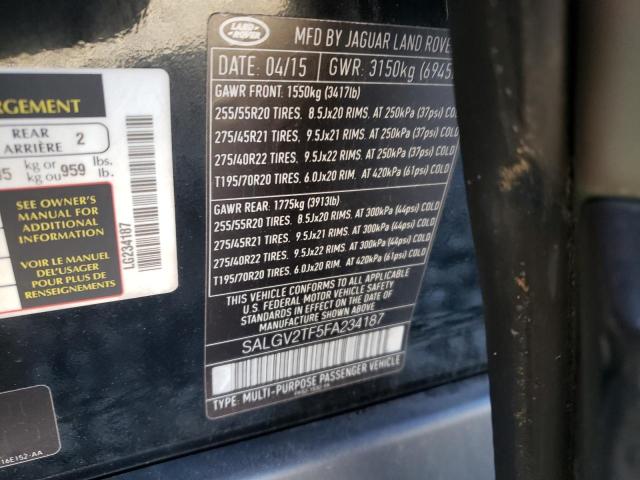 LAND ROVER
MFD BY JAGUAR LAND ROVE
DATE: 04/15 GWR: 3150kg (6945
GAWR FRONT: 1550kg (3417lb)
255/55R20 TIRES. 8.5Jx20 RIMS. AT 250kPa (37psi) COLD
275/45R21 TIRES. 9.5Jx21 RIMS. AT 250kPa (37psi) COLD
275/40R22 TIRES. 9.5Jx22 RIMS. AT 250kPa (37psi) COLD
T195/70R20 TIRES. 6.0Jx20 RIM. AT 420kPa (61psi) COLD
GAWR REAR: 1775kg (3913lb)
255/55R20 TIRES. 8.5Jx20 RIMS. AT 300kPa (44psi) COLD
275/45R21 TIRES. 9.5Jx21 RIMS. AT 300kPa (44psi) COLD
275/40R22 TIRES. 9.5Jx22 RIMS. AT 300kPa (44psi) COLD
T195/70R20 TIRES. 6.0Jx20 RIM. AT 420kPa (61psi) COLD
THIS VEHICLE CONFORMS TO ALL APPLICABLE
U.S. FEDERAL MOTOR VEHICLE SAFETY
STANDARDS IN EFFECT ON THE DATE OF
MANUFACTURE SHOWN ABOVE.
SALGV2TF5FA234187
TYPE: MULTI-PURPOSE PASSENGER VEHICLE
RGEMENT
REAR 2
ARRIÈRE
5 kg or 959 lbs.
kg ou lb.
SEE OWNER'S
MANUAL FOR
ADDITIONAL
INFORMATION
VOIR LE MANUEL
DEL'USAGER
POUR PLUS DE
RENSEIGNEMENTS
LG234187
16E152-AA